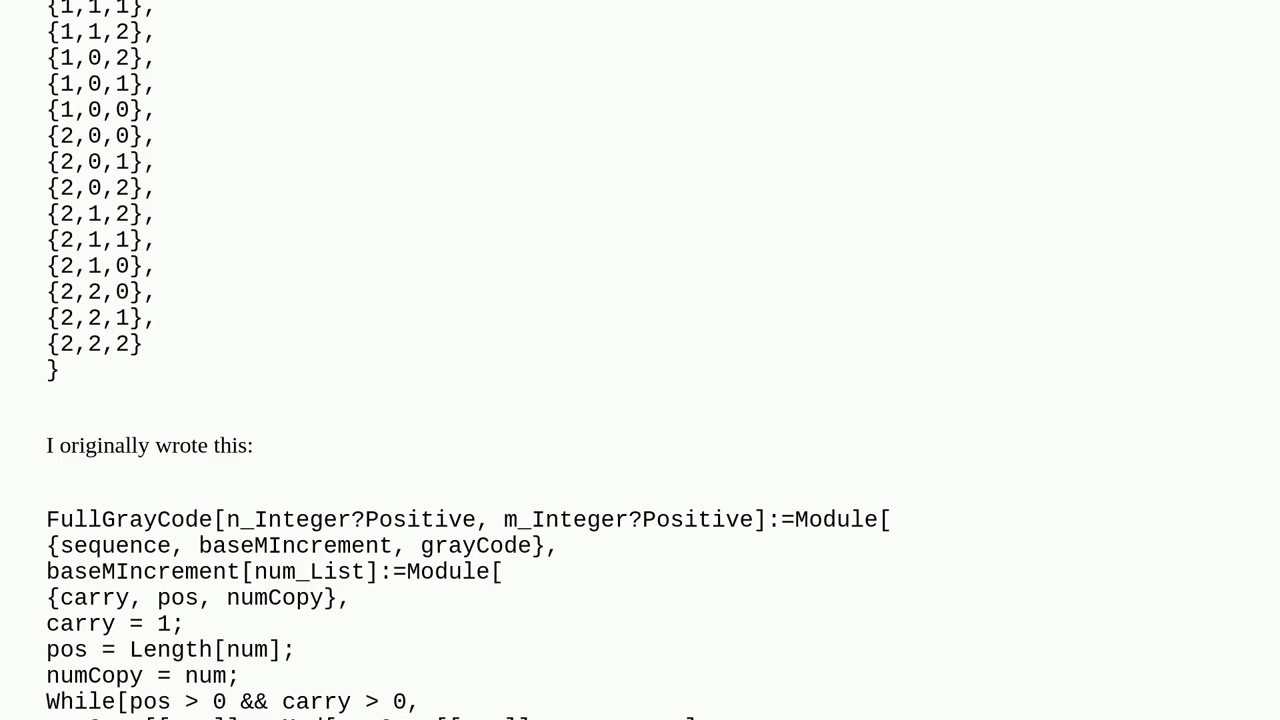 {1,1,1},
{1,1,2},
{1,0,2},
{1,0,1},
{1,0,0},
{2,0,0},
{2,0,1},
{2,0,2},
{2,1,2},
{2,1,1},
{2,1,0},
{2,2,0},
{2,2,1},
{2,2,2}
}
I originally wrote this:
FullGrayCode[n_Integer?Positive, m_Integer?Positive]:=Module[
{sequence, baseMIncrement, grayCode},
baseMIncrement[num_List]:=Module[
{carry, pos, numCopy},
carry = 1;
pos = Length[num];
numCopy = num;
While[pos > 0 && carry > 0,